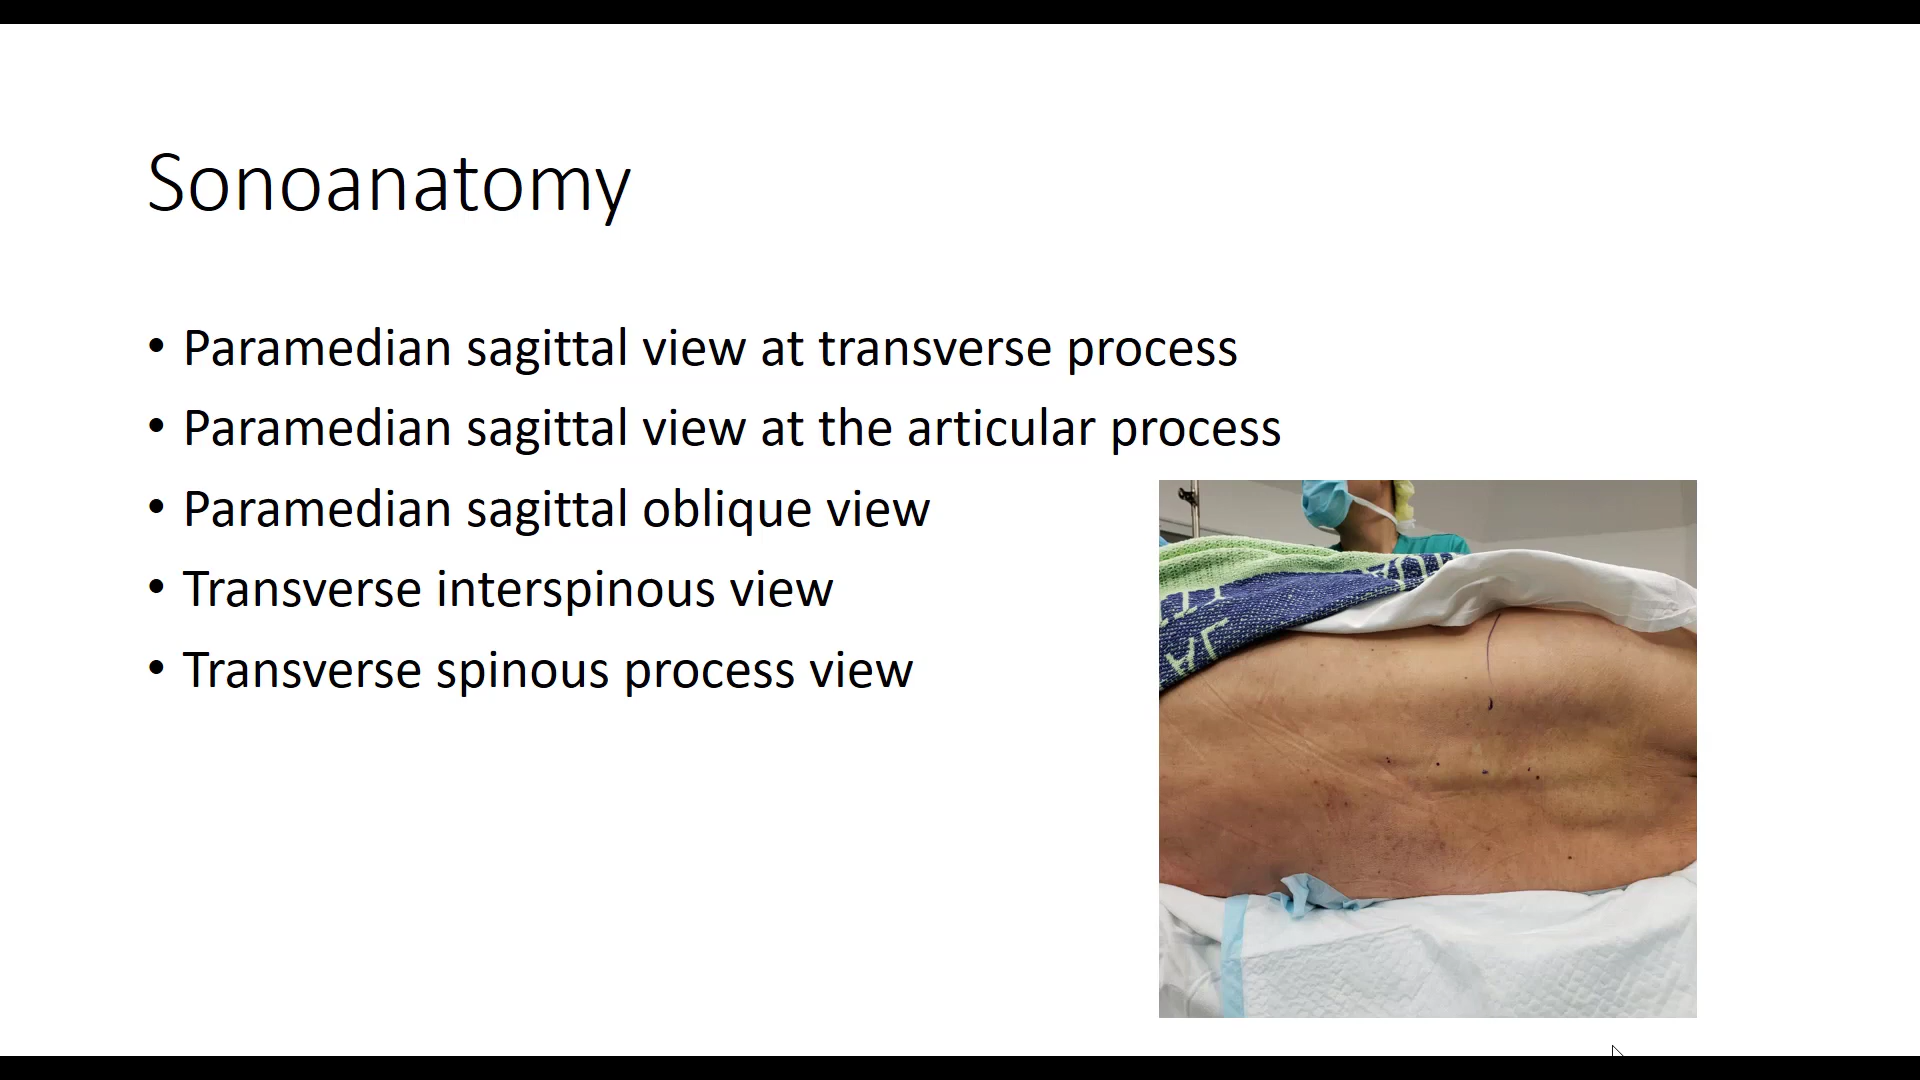 Sonoanatomy
• Paramedian sagittal view at transverse process
• Paramedian sagittal view at the articular process
• Paramedian sagittal oblique view
• Transverse interspinous view
• Transverse spinous process view